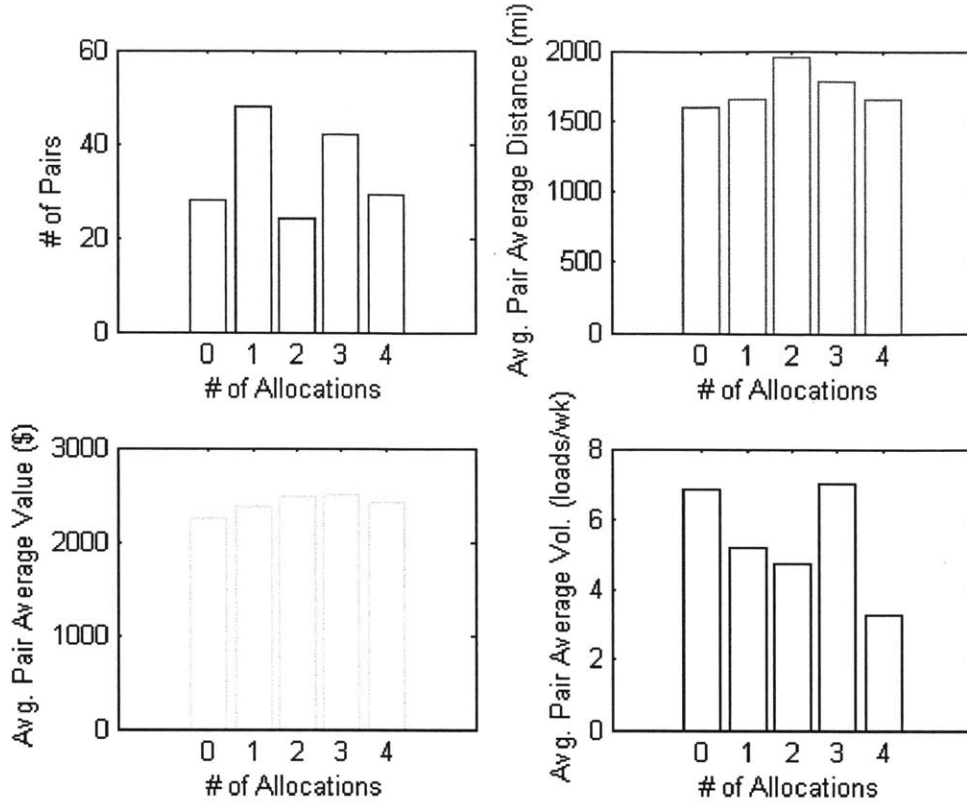 # of Pairs
60
40
20
0
0 1 2 3 4
# of Allocations
Avg. Pair Average Distance (mi)
2000
1500
1000
500
0
0 1 2 3 4
# of Allocations
Avg. Pair Average Value ($)
3000
2000
1000
0
0 1 2 3 4
# of Allocations
Avg. Pair Average Vol. (loads/wk)
8
6
4
2
0
0 1 2 3 4
# of Allocations